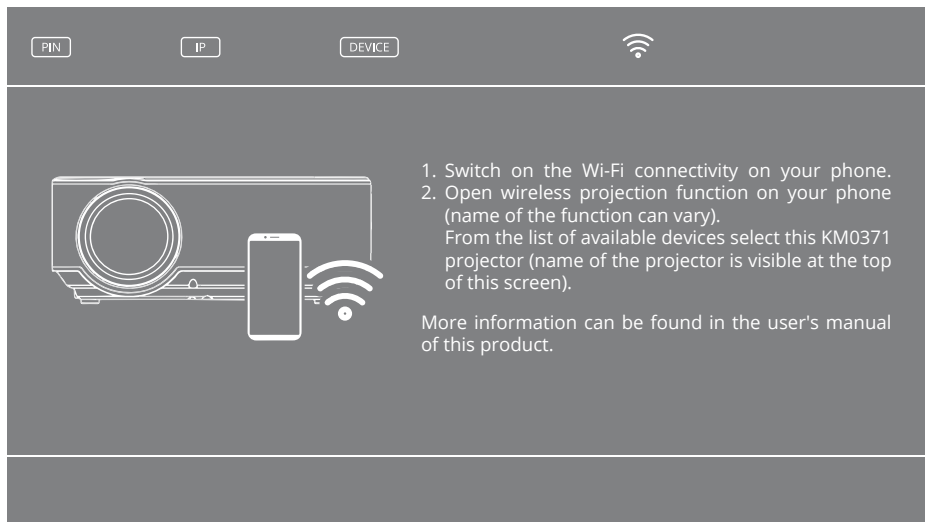 PIN
IP
DEVICE
1. Switch on the Wi-Fi connectivity on your phone.
2. Open wireless projection function on your phone
(name of the function can vary).
From the list of available devices select this KM0371
projector (name of the projector is visible at the top
of this screen).
More information can be found in the user's manual
of this product.